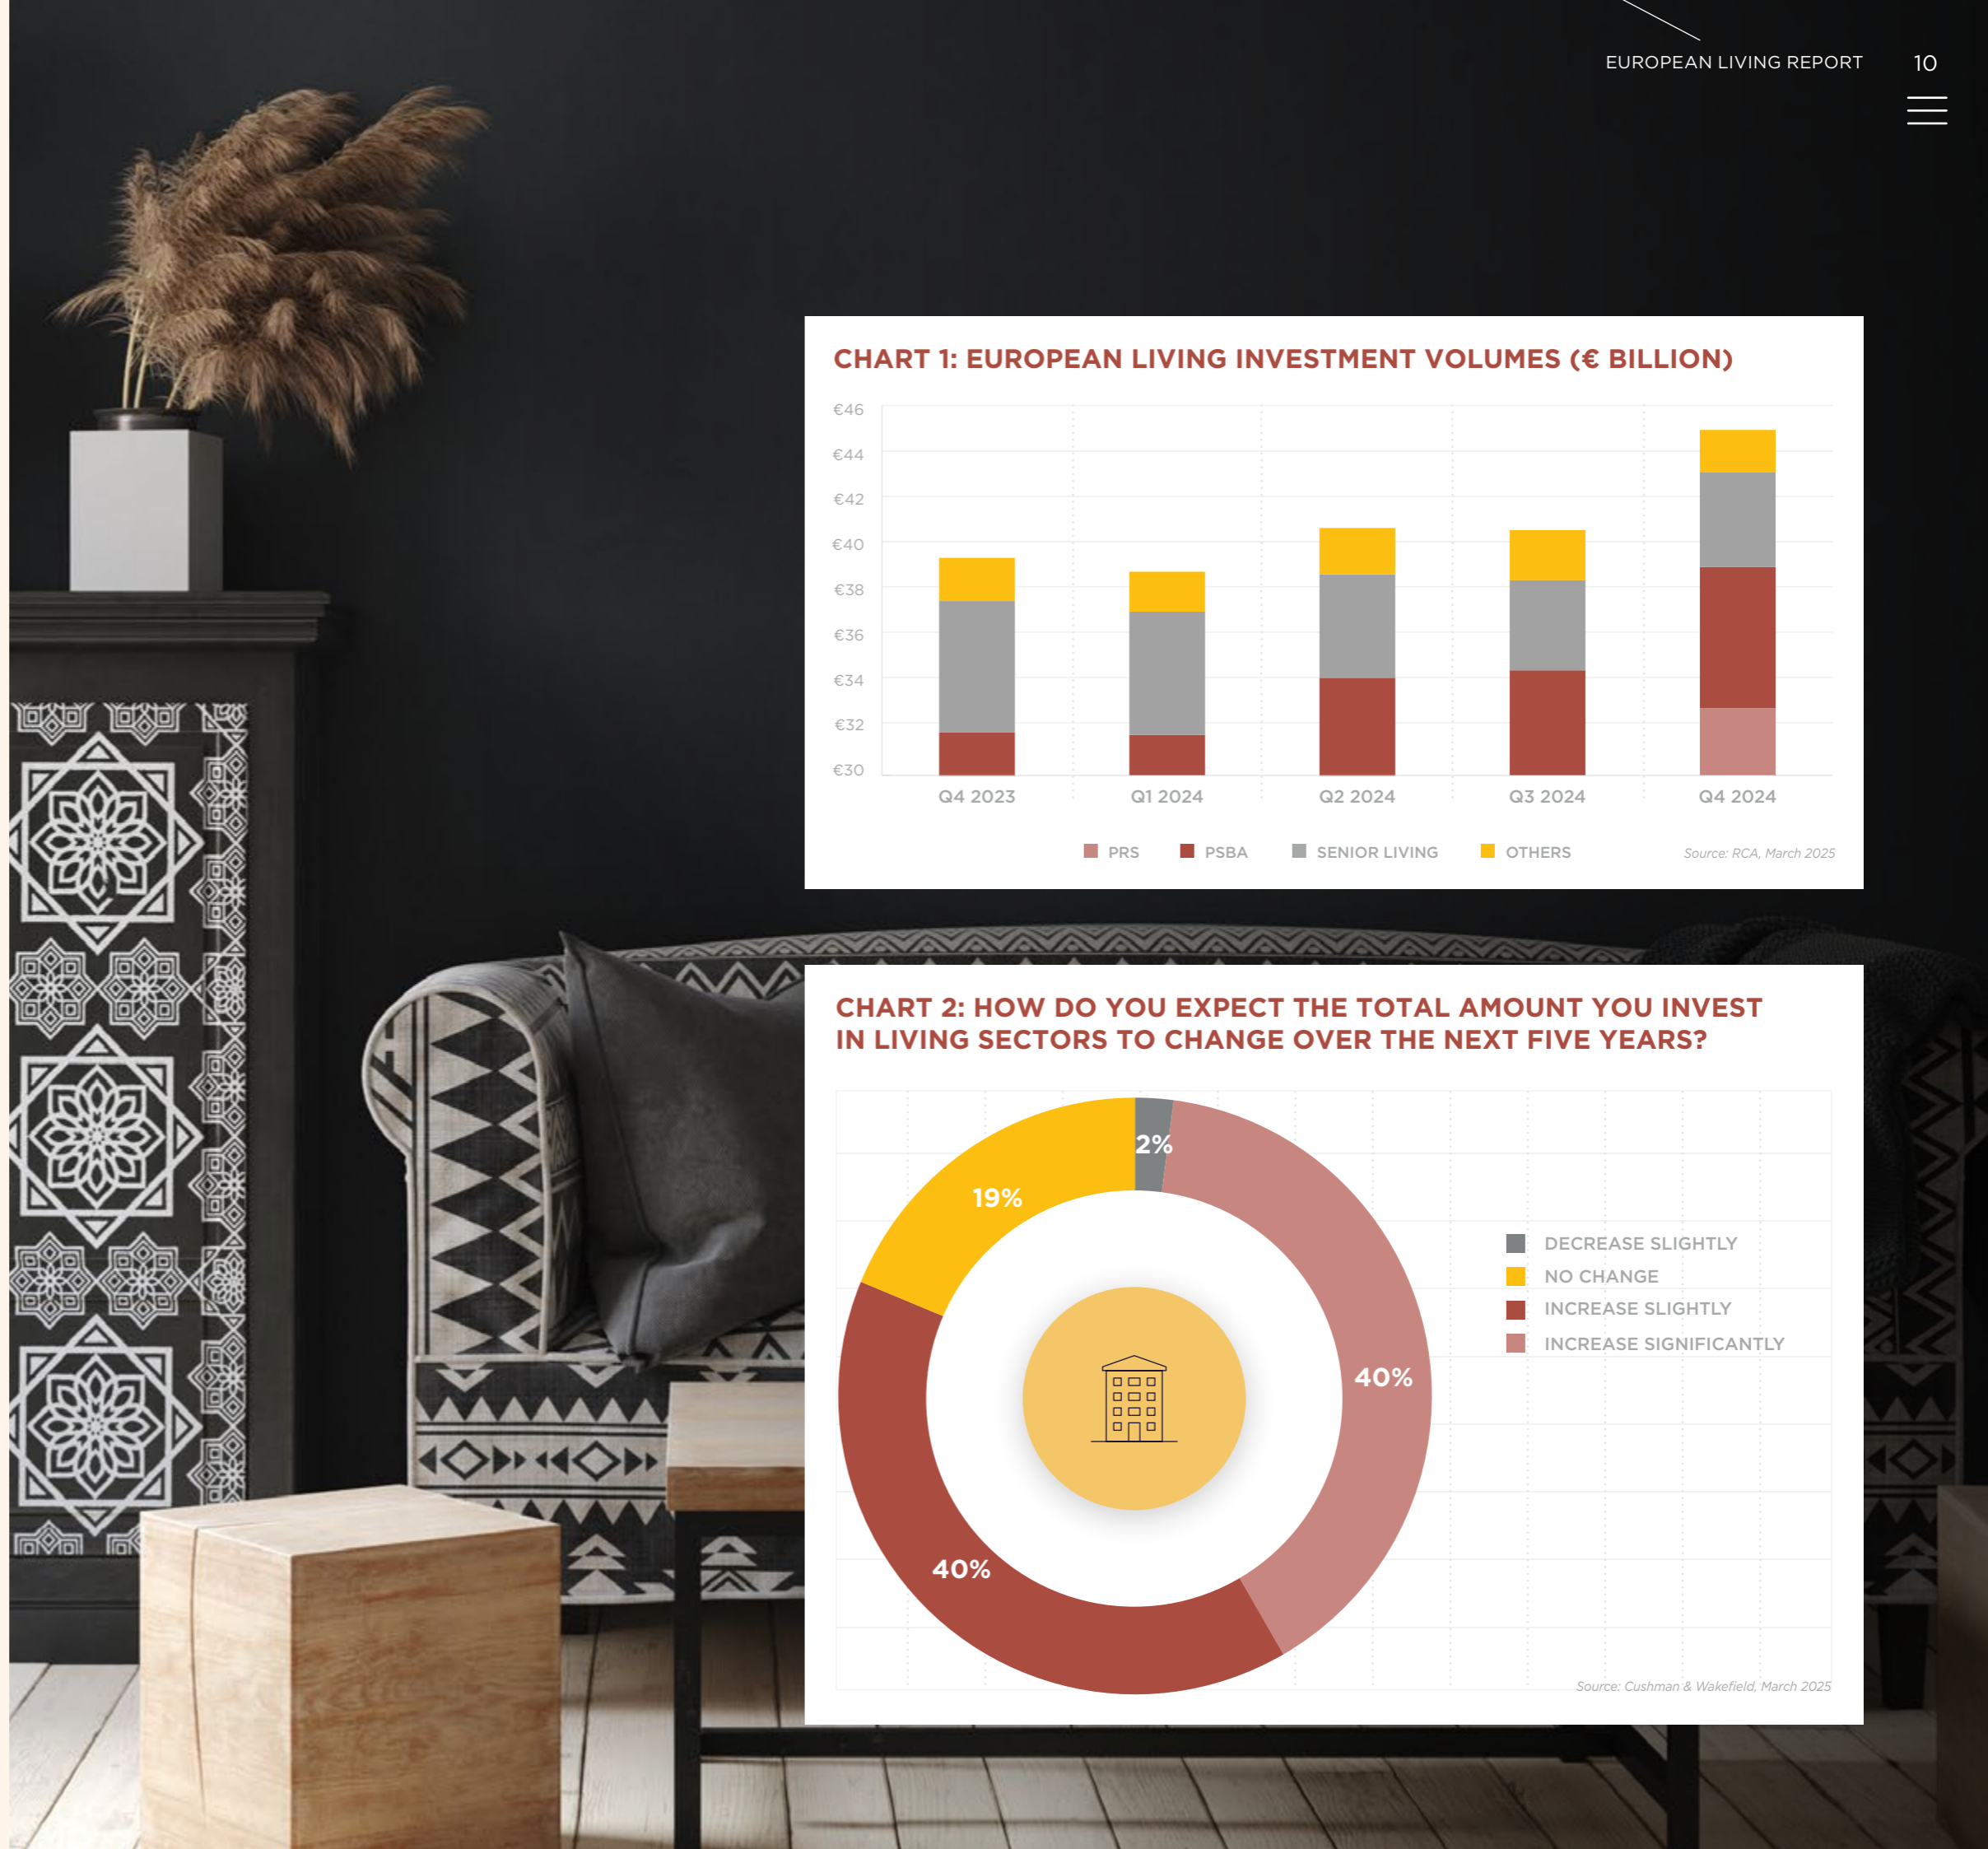 EUROPEAN LIVING REPORT 10
CHART 1: EUROPEAN LIVING INVESTMENT VOLUMES (€ BILLION)
€46
€44
€42
€40
€38
€36
€34
€32
€30
Q4 2023 Q1 2024 Q2 2024 Q3 2024 Q4 2024
PRS PSBA SENIOR LIVING OTHERS Source: RCA, March 2025
CHART 2: HOW DO YOU EXPECT THE TOTAL AMOUNT YOU INVEST
IN LIVING SECTORS TO CHANGE OVER THE NEXT FIVE YEARS?
2%
19%
40%
40%
DECREASE SLIGHTLY
NO CHANGE
INCREASE SLIGHTLY
INCREASE SIGNIFICANTLY
Source: Cushman & Wakefield, March 2025